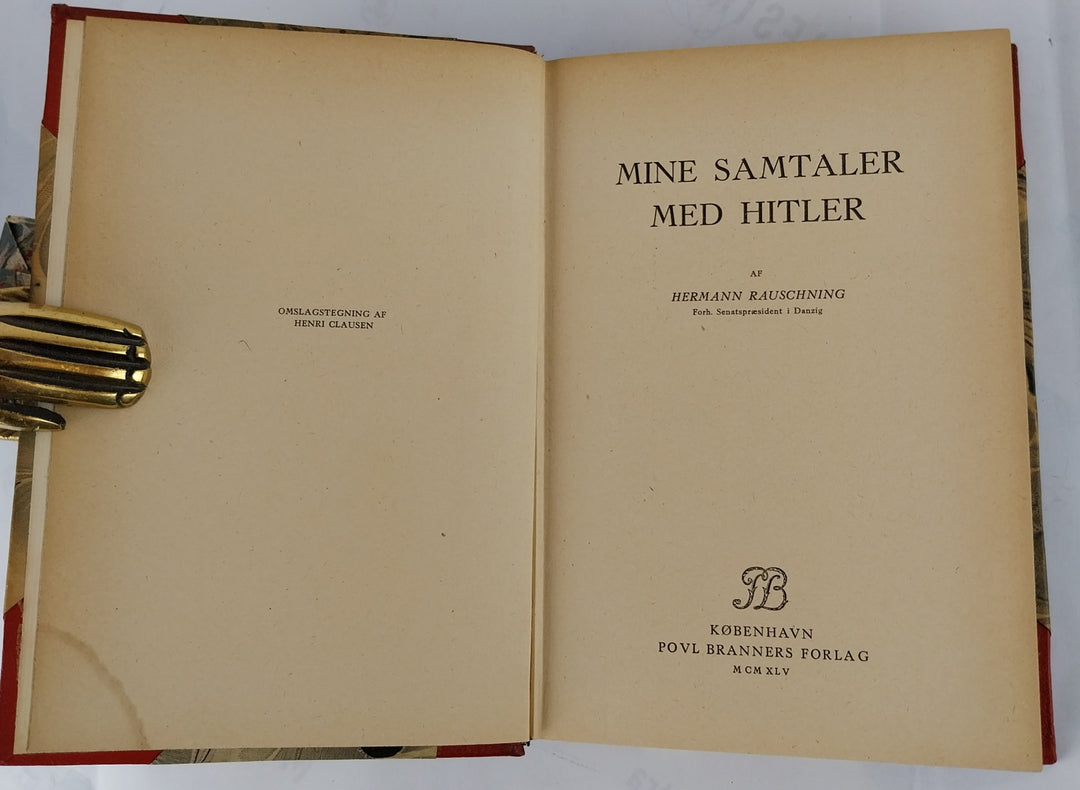 OMSLAGSTEGNING AF
HENRI CLAUSEN
MINE SAMTALER
MED HITLER
AF
HERMANN RAUSCHNING
Forh. Senatspræsident i Danzig
PB
KØBENHAVN
POVL BRANNERS FORLAG
MCMXLV